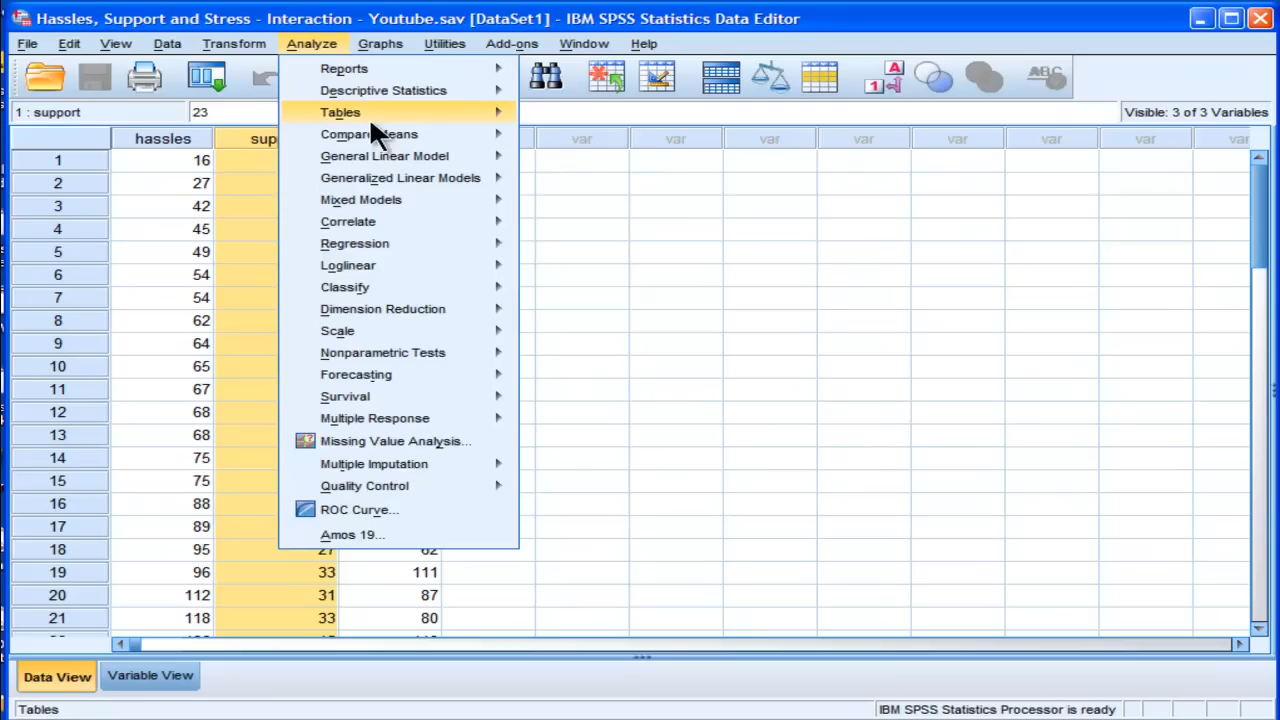 Hassles, Support and Stress - Interaction - Youtube.sav [DataSet1] - IBM SPSS Statistics Data Editor
File Edit View Data Transform Analyze Graphs Utilities Add-ons Window Help
1 : support 23 Visible: 3 of 3 Variables
hassles sup var var var var var var var var
Reports
Descriptive Statistics
Tables
Compare Means
General Linear Model
Generalized Linear Models
Mixed Models
Correlate
Regression
Loglinear
Classify
Dimension Reduction
Scale
Nonparametric Tests
Forecasting
Survival
Multiple Response
Missing Value Analysis...
Multiple Imputation
Quality Control
ROC Curve...
Amos 19...
1 16
2 27
3 42
4 45
5 49
6 54
7 54
8 62
9 64
10 65
11 67
12 68
13 68
14 75
15 75
16 88
17 89
18 95 27 62
19 96 33 111
20 112 31 87
21 118 33 80
Data View Variable View
Tables IBM SPSS Statistics Processor is ready